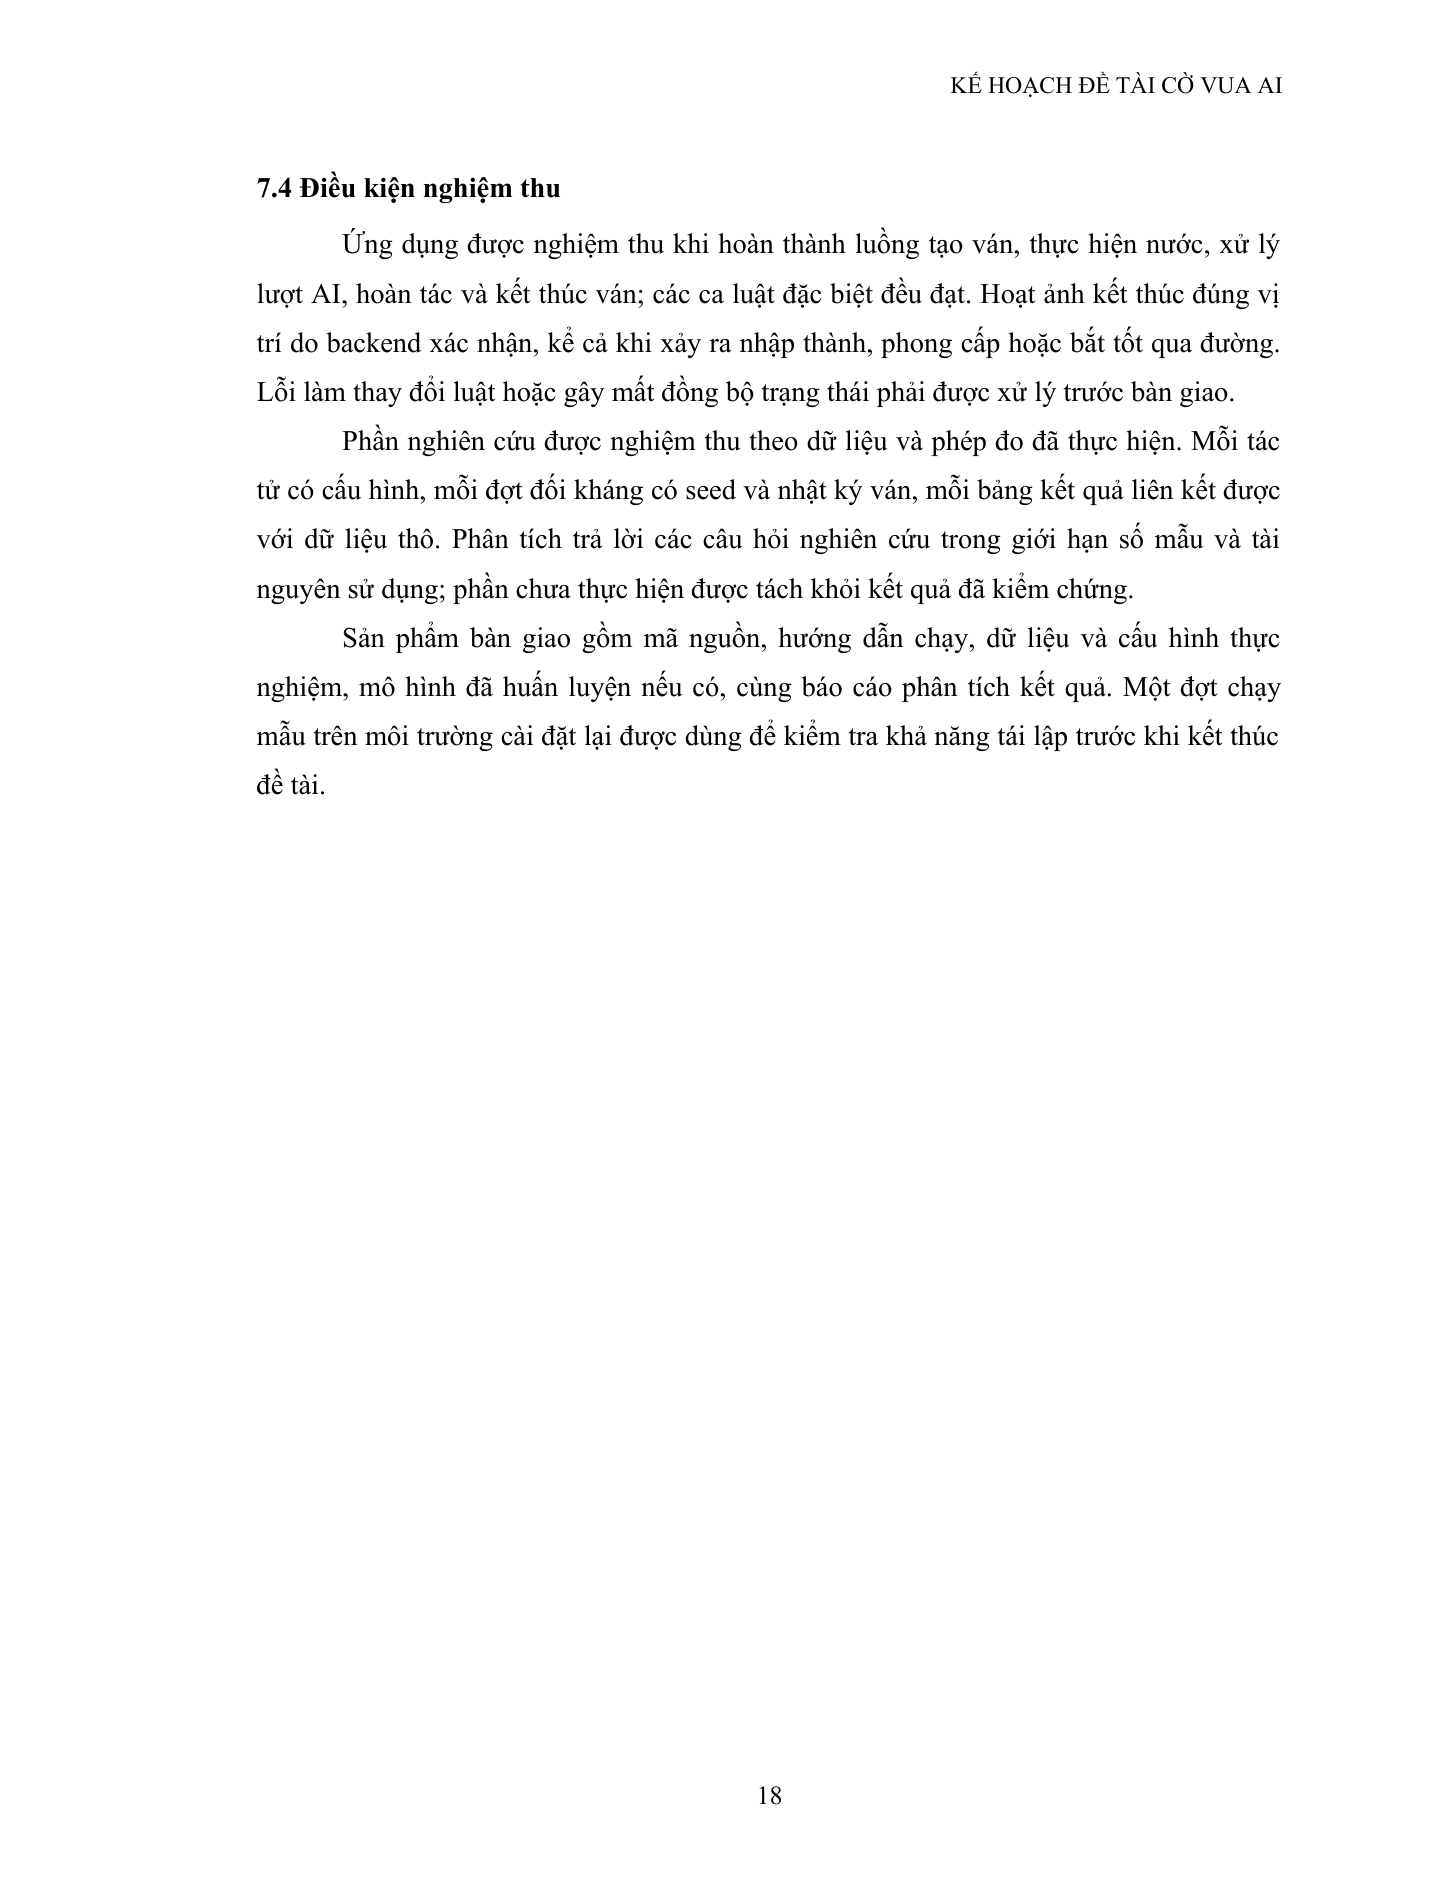 KẾ HOẠCH ĐỀ TÀI CỜ VUA AI
7.4 Điều kiện nghiệm thu
Ứng dụng được nghiệm thu khi hoàn thành luồng tạo ván, thực hiện nước, xử lý
lượt AI, hoàn tác và kết thúc ván; các ca luật đặc biệt đều đạt. Hoạt ảnh kết thúc đúng vị
trí do backend xác nhận, kể cả khi xảy ra nhập thành, phong cấp hoặc bắt tốt qua đường.
Lỗi làm thay đổi luật hoặc gây mất đồng bộ trạng thái phải được xử lý trước bàn giao.
Phần nghiên cứu được nghiệm thu theo dữ liệu và phép đo đã thực hiện. Mỗi tác
tử có cấu hình, mỗi đợt đối kháng có seed và nhật ký ván, mỗi bảng kết quả liên kết được
với dữ liệu thô. Phân tích trả lời các câu hỏi nghiên cứu trong giới hạn số mẫu và tài
nguyên sử dụng; phần chưa thực hiện được tách khỏi kết quả đã kiểm chứng.
Sản phẩm bàn giao gồm mã nguồn, hướng dẫn chạy, dữ liệu và cấu hình thực
nghiệm, mô hình đã huấn luyện nếu có, cùng báo cáo phân tích kết quả. Một đợt chạy
mẫu trên môi trường cài đặt lại được dùng để kiểm tra khả năng tái lập trước khi kết thúc
đề tài.
18